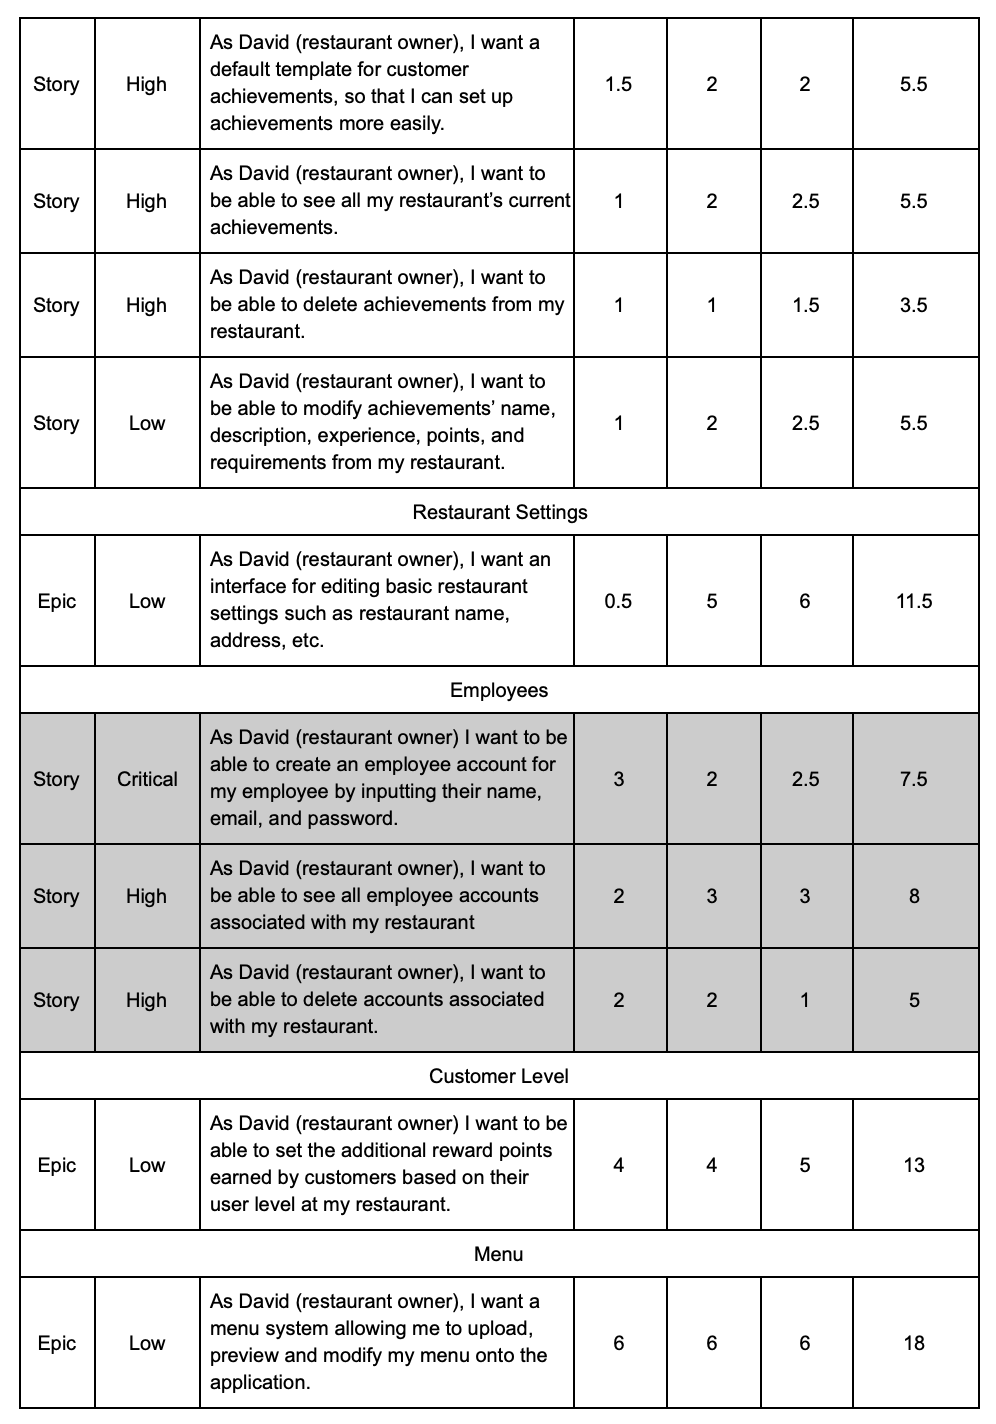 As David (restaurant owner), I want a
default template for customer
Story High achievements, so that I can set up 1.5 2 2 5.5
achievements more easily.
As David (restaurant owner), I want to
Story High be able to see all my restaurant’s current 1 2 2.5 5.5
achievements.
As David (restaurant owner), I want to
Story High be able to delete achievements from my 1 1 1.5 3.5
restaurant.
As David (restaurant owner), I want to
be able to modify achievements’ name,
Story Low description, experience, points, and 1 2 2.5 5.5
requirements from my restaurant.
Restaurant Settings
As David (restaurant owner), I want an
interface for editing basic restaurant
Epic Low settings such as restaurant name, 0.5 5 6 11.5
address, etc.
Employees
As David (restaurant owner) I want to be
able to create an employee account for
Story Critical my employee by inputting their name, 3 2 2.5 7.5
email, and password.
As David (restaurant owner), I want to
Story High be able to see all employee accounts 2 3 3 8
associated with my restaurant
As David (restaurant owner), I want to
Story High be able to delete accounts associated 2 2 1 5
with my restaurant.
Customer Level
As David (restaurant owner) I want to be
able to set the additional reward points
Epic Low earned by customers based on their 4 4 5 13
user level at my restaurant.
Menu
As David (restaurant owner), I want a
menu system allowing me to upload,
Epic Low preview and modify my menu onto the 6 6 6 18
application.